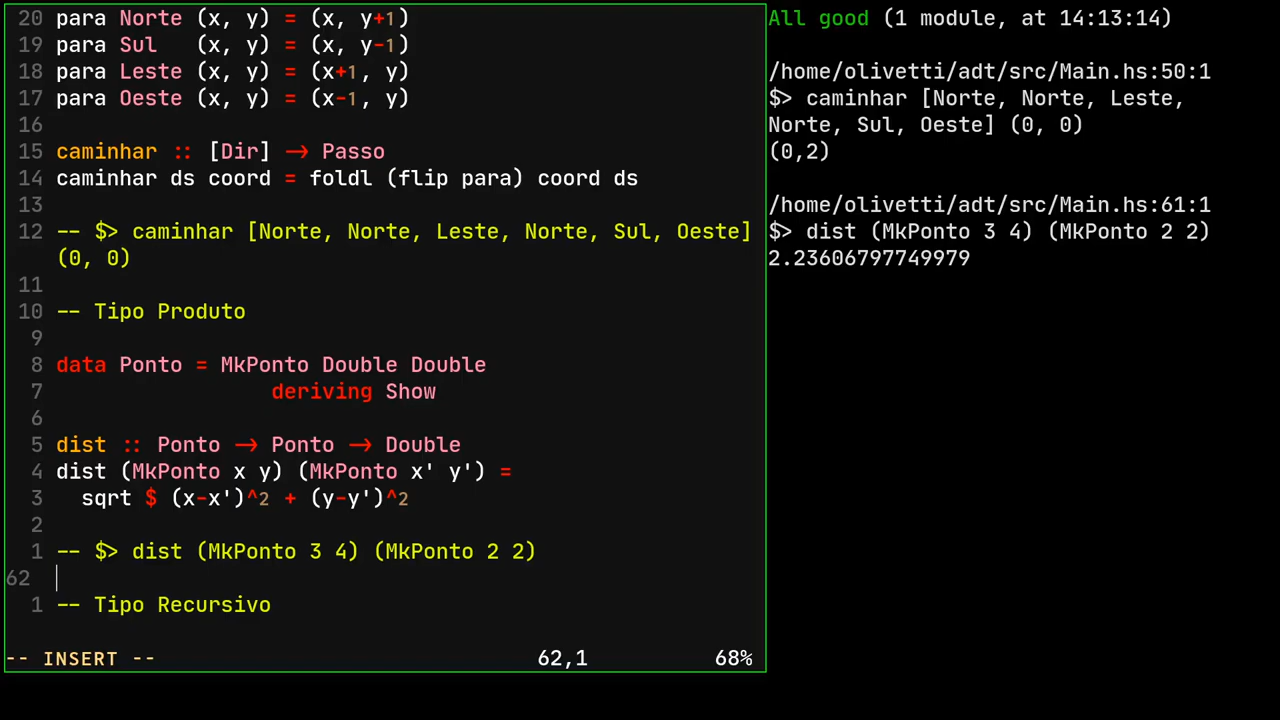 20 para Norte (x, y) = (x, y+1)
19 para Sul   (x, y) = (x, y-1)
18 para Leste (x, y) = (x+1, y)
17 para Oeste (x, y) = (x-1, y)
16
15 caminhar :: [Dir] -> Passo
14 caminhar ds coord = foldl (flip para) coord ds
13
12 -- $> caminhar [Norte, Norte, Leste, Norte, Sul, Oeste]
(0, 0)
11
10 -- Tipo Produto
9
8 data Ponto = MkPonto Double Double
7                  deriving Show
6
5 dist :: Ponto -> Ponto -> Double
4 dist (MkPonto x y) (MkPonto x' y') =
3   sqrt $ (x-x')^2 + (y-y')^2
2
1 -- $> dist (MkPonto 3 4) (MkPonto 2 2)
62
1 -- Tipo Recursivo
-- INSERT -- 62,1 68%
All good (1 module, at 14:13:14)
/home/olivetti/adt/src/Main.hs:50:1
$> caminhar [Norte, Norte, Leste,
Norte, Sul, Oeste] (0, 0)
(0,2)
/home/olivetti/adt/src/Main.hs:61:1
$> dist (MkPonto 3 4) (MkPonto 2 2)
2.23606797749979